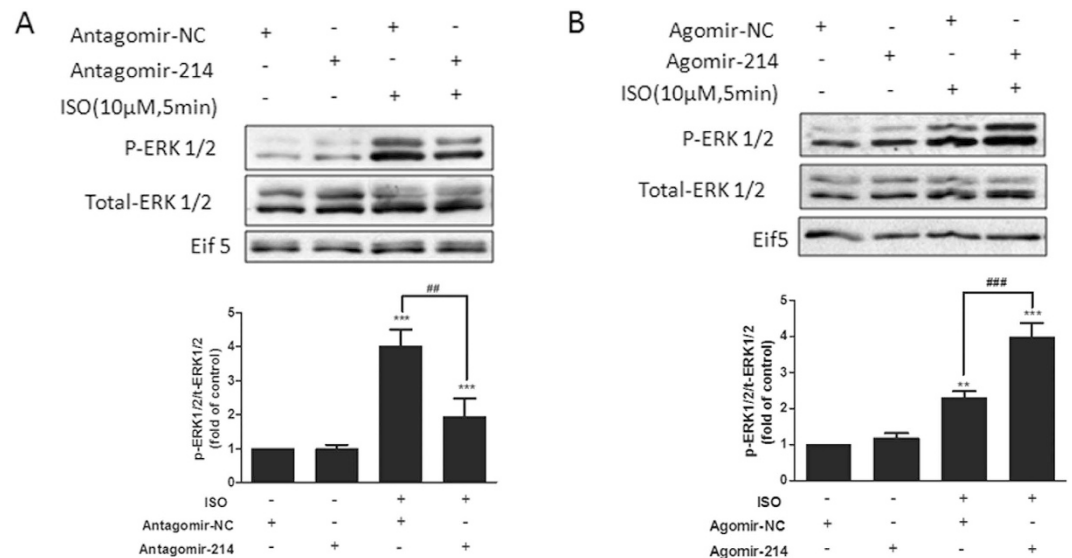 A
Antagomir-NC + - + -
Antagomir-214 - + - +
ISO(10μM,5min) - - + +
P-ERK 1/2
Total-ERK 1/2
Eif 5
##
***
***
p-ERK1/2/t-ERK1/2
(fold of control)
5
4
3
2
1
0
ISO - - + +
Antagomir-NC + - + -
Antagomir-214 - + - +
B
Agomir-NC + - + -
Agomir-214 - + - +
ISO(10μM,5min) - - + +
P-ERK 1/2
Total-ERK 1/2
Eif5
###
**
***
p-ERK1/2/t-ERK1/2
(fold of control)
5
4
3
2
1
0
ISO - - + +
Agomir-NC + - + -
Agomir-214 - + - +